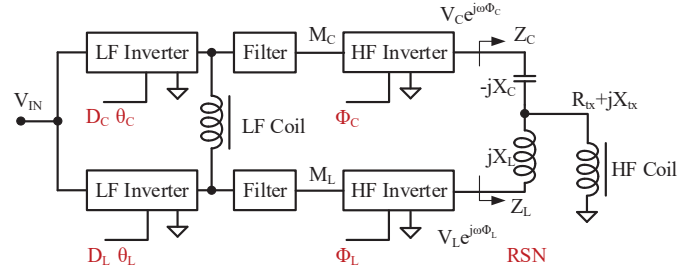 V_C e^{jωΦ_C}
M_C
Z_C
LF Inverter
Filter
HF Inverter
-jX_C
R_tx+jX_tx
V_IN
D_C θ_C
Φ_C
LF Coil
jX_L
HF Coil
M_L
LF Inverter
Filter
HF Inverter
Z_L
V_L e^{jωΦ_L}
D_L θ_L
Φ_L
RSN